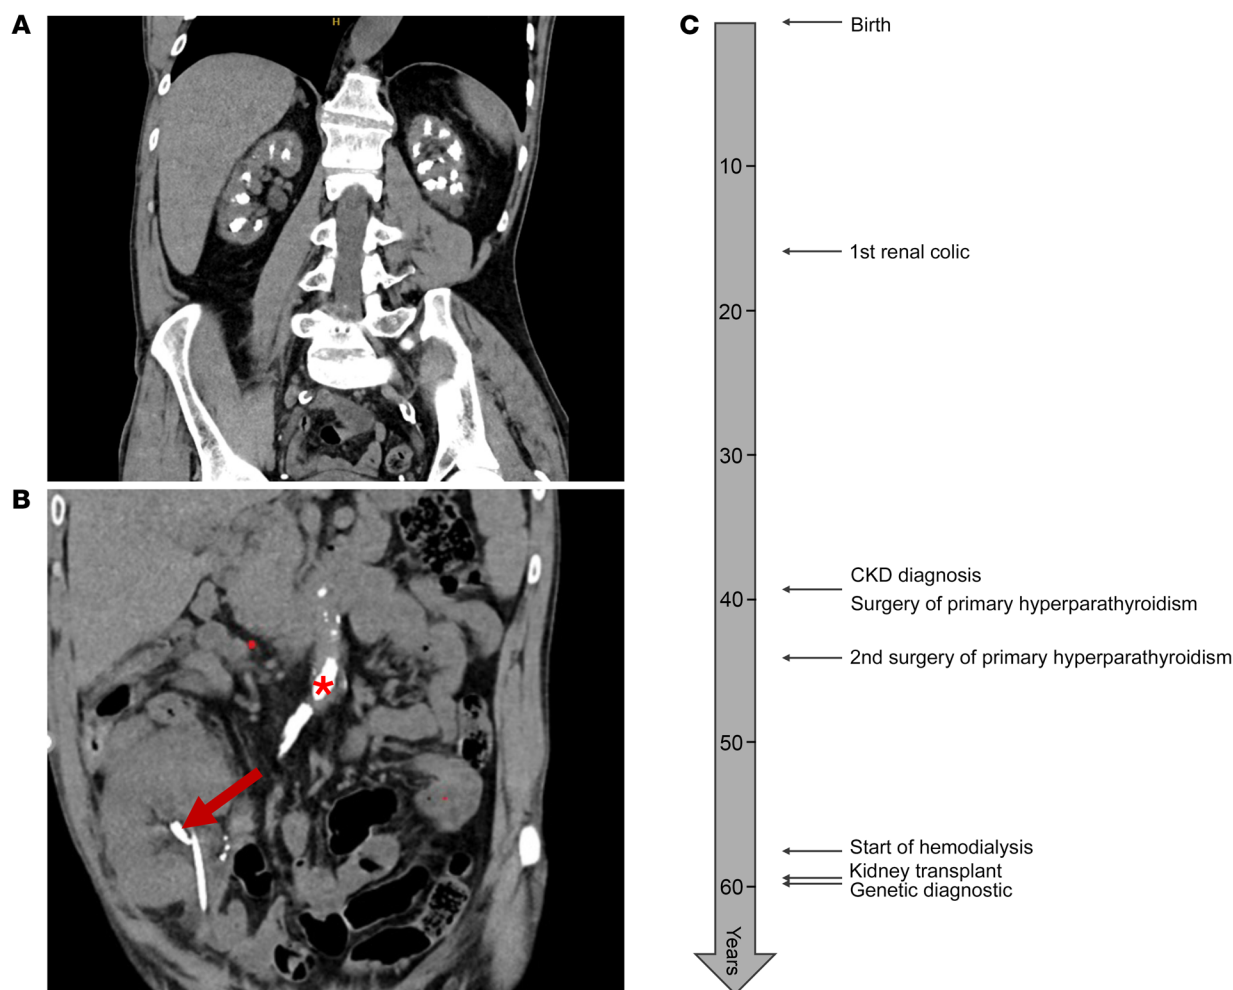 A
H
B
*
C
Birth
10
1st renal colic
20
30
CKD diagnosis
40
Surgery of primary hyperparathyroidism
2nd surgery of primary hyperparathyroidism
50
Start of hemodialysis
Kidney transplant
60
Genetic diagnostic
Years